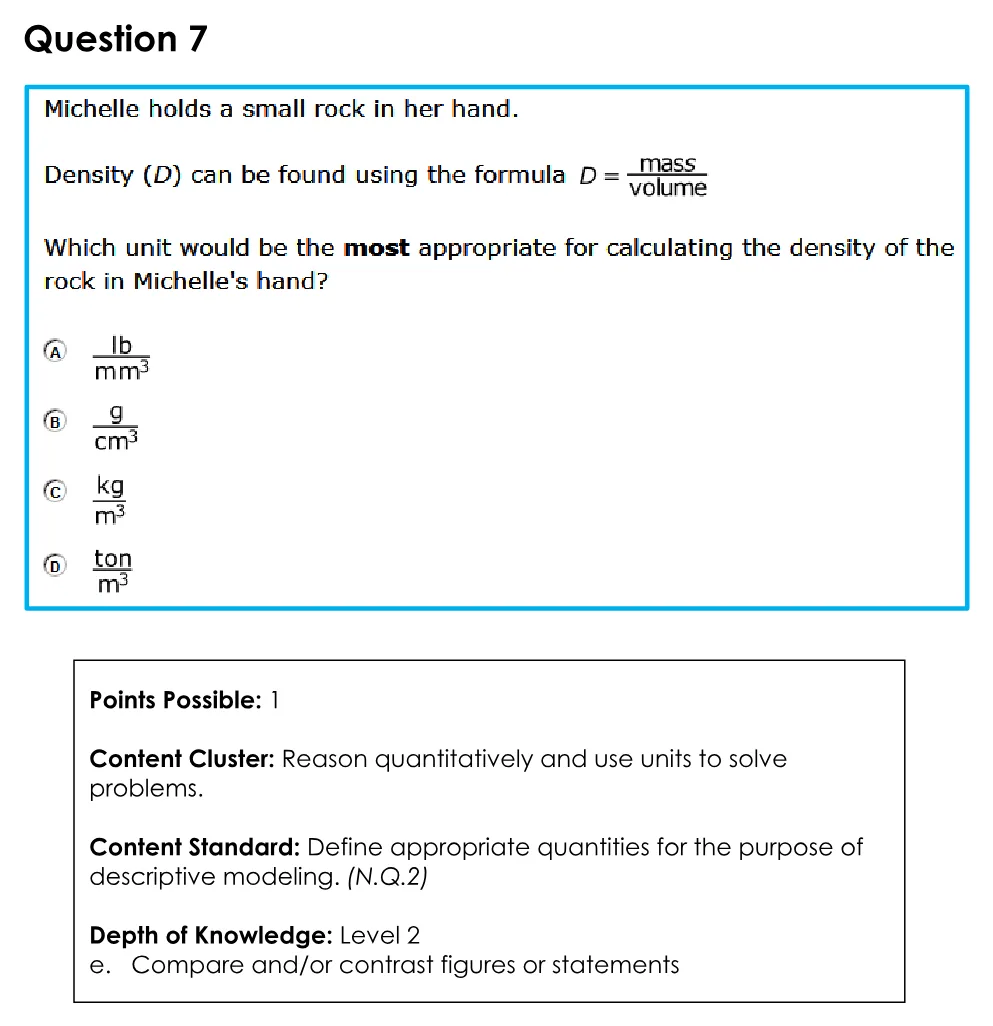 Question 7
Michelle holds a small rock in her hand.
Density (D) can be found using the formula D = mass/volume
Which unit would be the most appropriate for calculating the density of the
rock in Michelle's hand?
A lb/mm³
B g/cm³
C kg/m³
D ton/m³
Points Possible: 1
Content Cluster: Reason quantitatively and use units to solve
problems.
Content Standard: Define appropriate quantities for the purpose of
descriptive modeling. (N.Q.2)
Depth of Knowledge: Level 2
e. Compare and/or contrast figures or statements